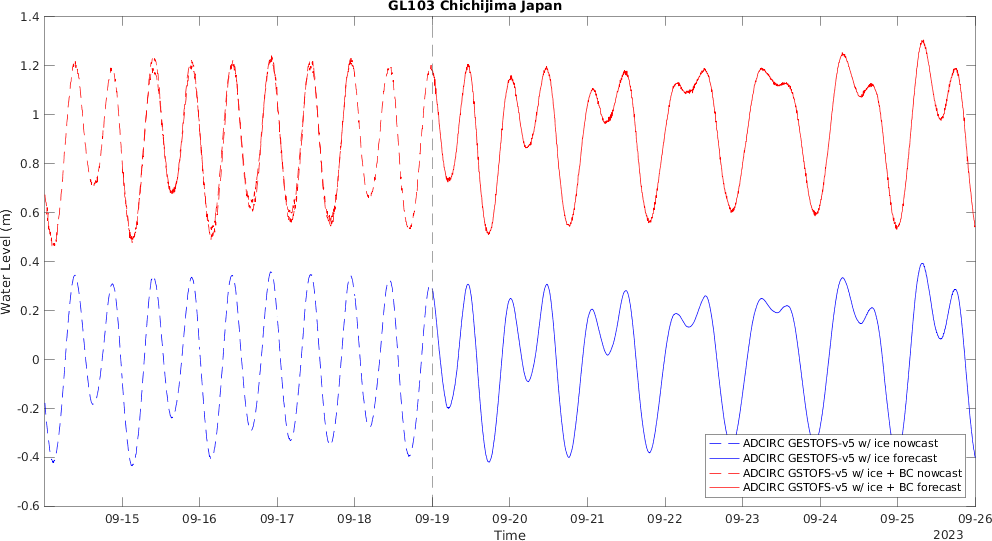 GL103 Chichijima Japan
1.4
1.2
1
0.8
0.6
0.4
0.2
0
-0.2
-0.4
-0.6
Water Level (m)
ADCIRC GESTOFS-v5 w/ ice nowcast
ADCIRC GESTOFS-v5 w/ ice forecast
ADCIRC GSTOFS-v5 w/ ice + BC nowcast
ADCIRC GSTOFS-v5 w/ ice + BC forecast
09-15 09-16 09-17 09-18 09-19 09-20 09-21 09-22 09-23 09-24 09-25 09-26
Time
2023